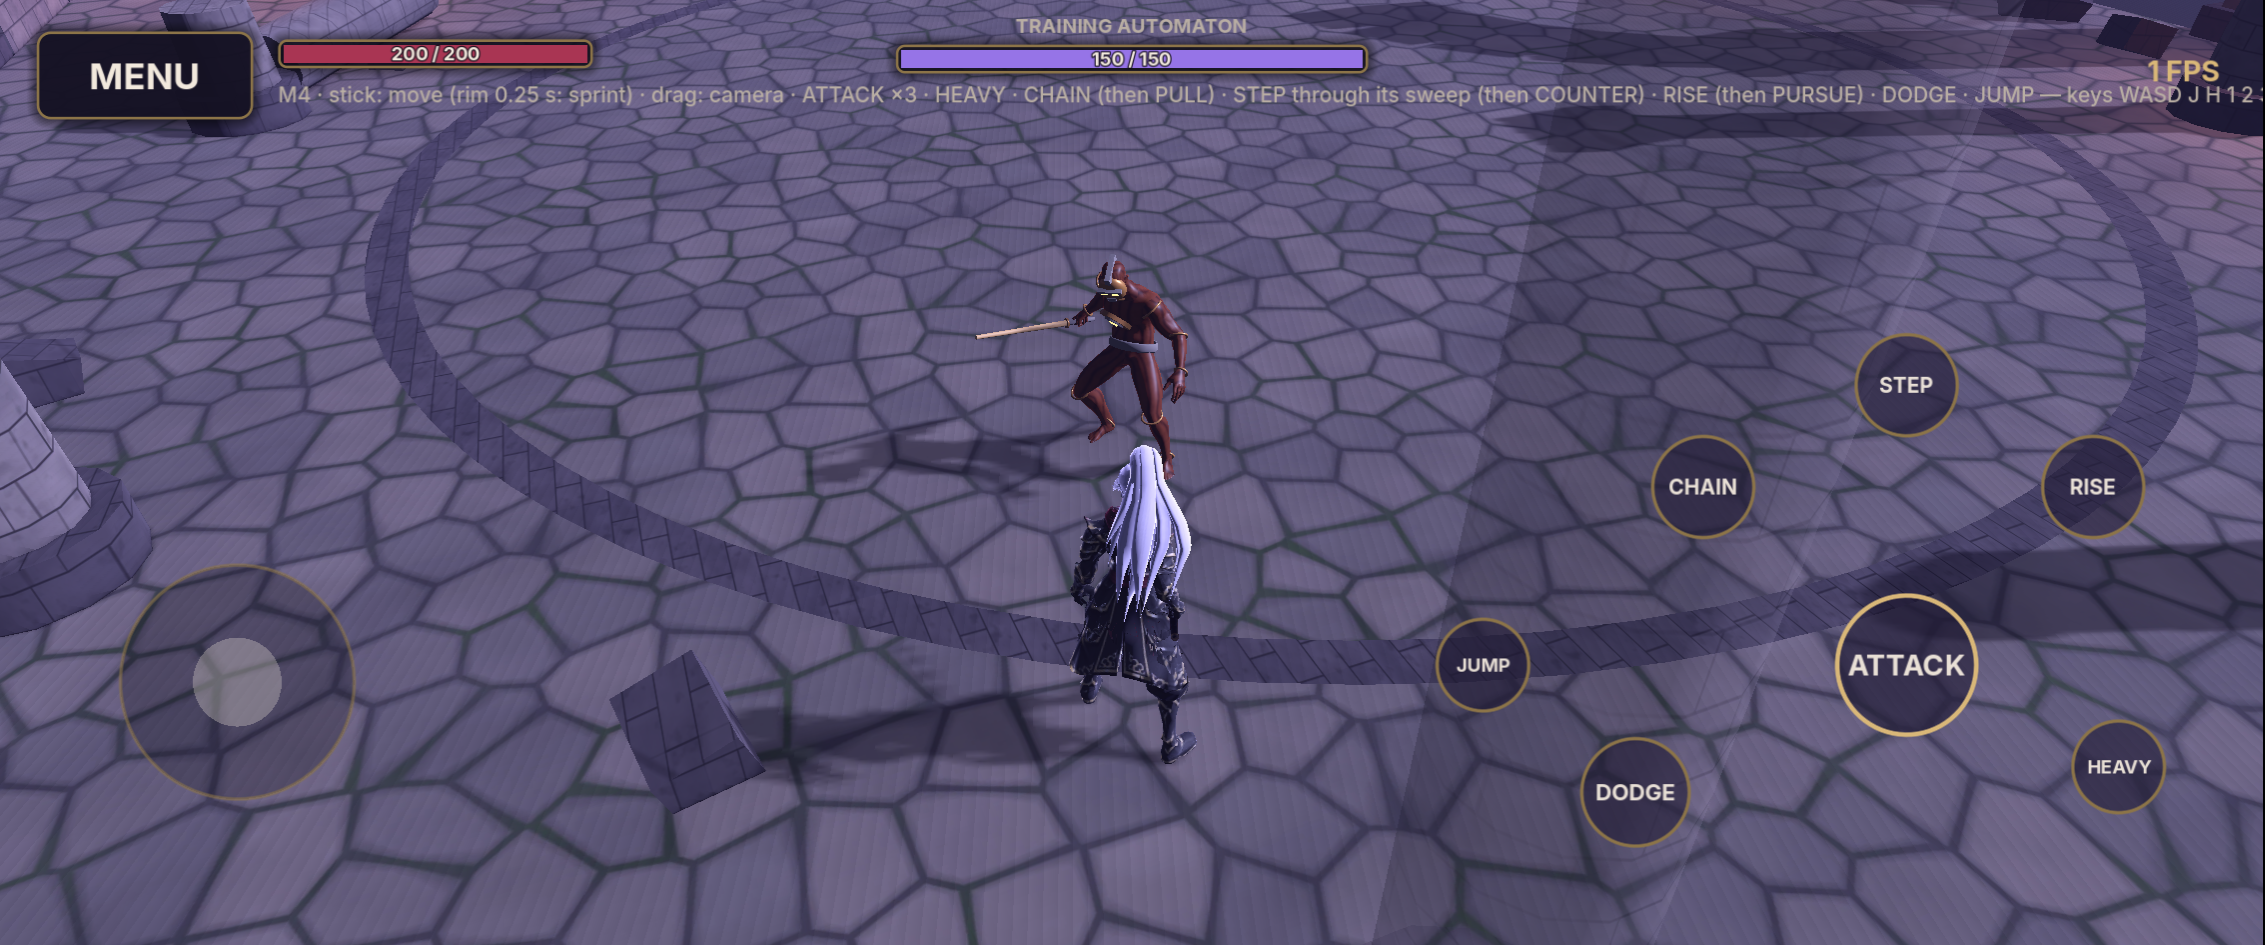 TRAINING AUTOMATON
MENU
200 / 200
150 / 150
1 FPS
M4 · stick: move (rim 0.25 s: sprint) · drag: camera · ATTACK ×3 · HEAVY · CHAIN (then PULL) · STEP through its sweep (then COUNTER) · RISE (then PURSUE) · DODGE · JUMP — keys WASD J H 1 2
STEP
CHAIN
RISE
JUMP
ATTACK
DODGE
HEAVY